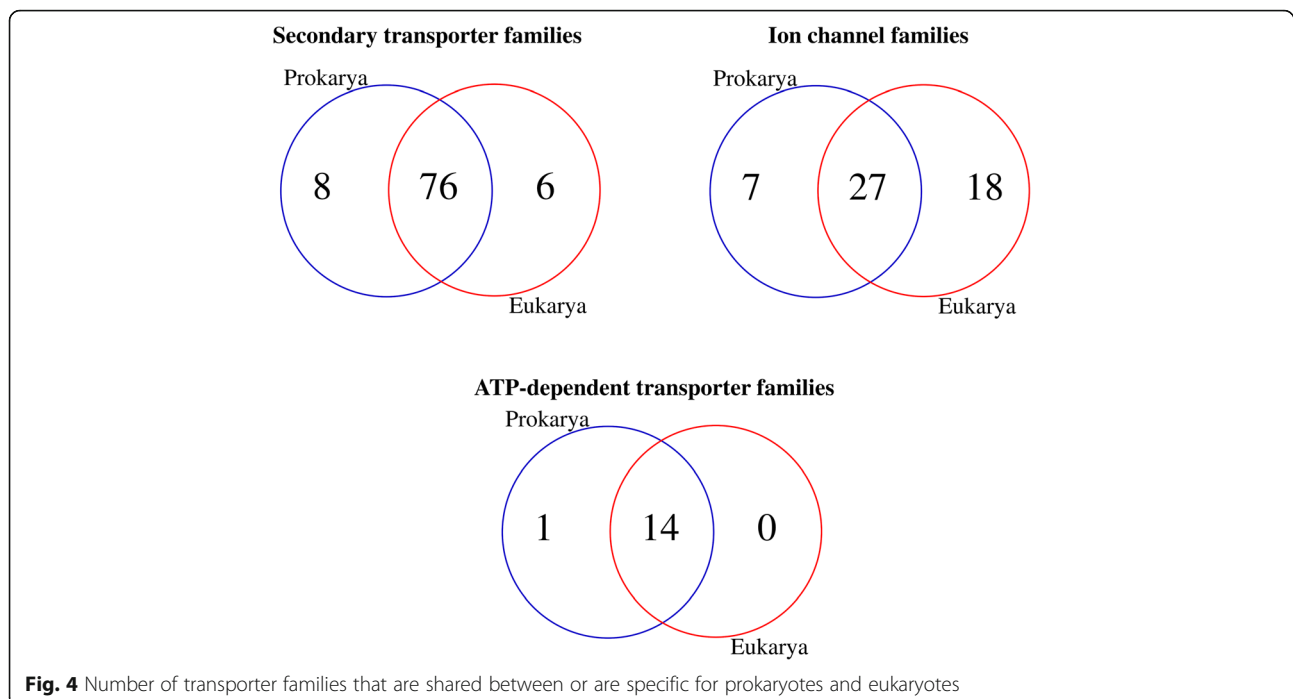 Secondary transporter families
Prokarya
8 76 6
Eukarya
Ion channel families
Prokarya
7 27 18
Eukarya
ATP-dependent transporter families
Prokarya
1 14 0
Eukarya
Fig. 4 Number of transporter families that are shared between or are specific for prokaryotes and eukaryotes